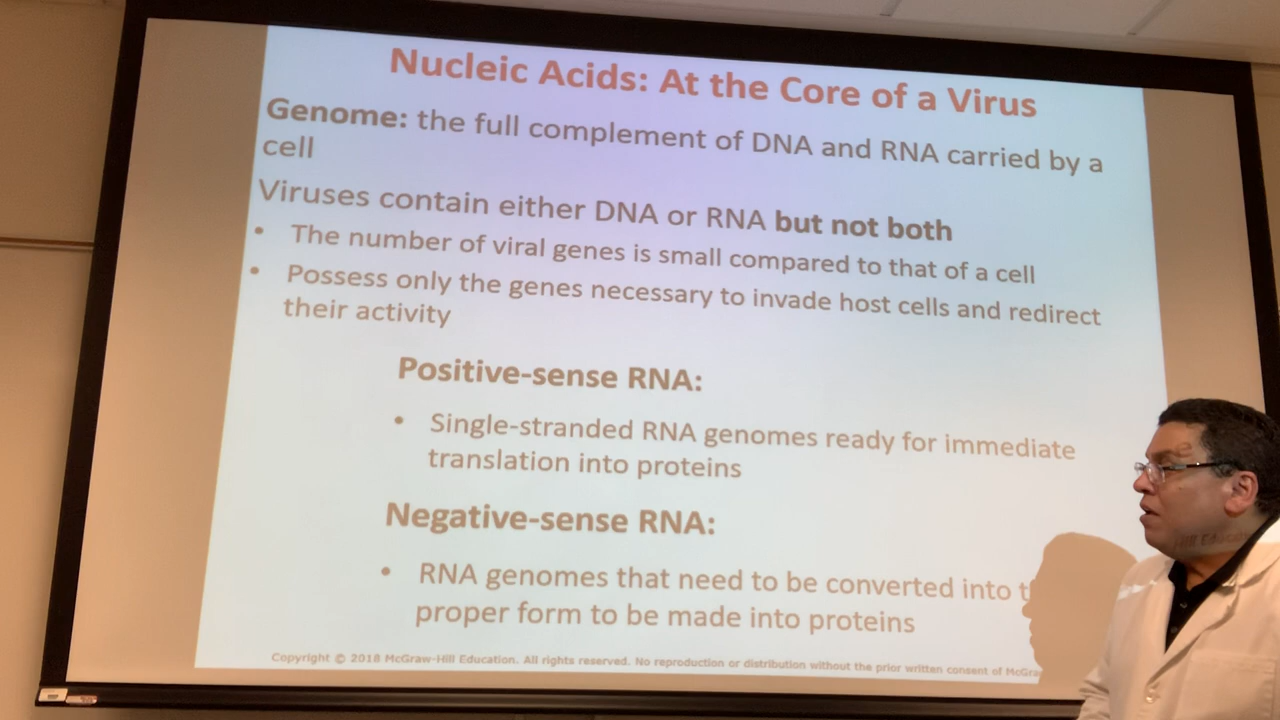 Nucleic Acids: At the Core of a Virus
Genome: the full complement of DNA and RNA carried by a
cell
Viruses contain either DNA or RNA but not both
• The number of viral genes is small compared to that of a cell
• Possess only the genes necessary to invade host cells and redirect
their activity
Positive-sense RNA:
• Single-stranded RNA genomes ready for immediate
translation into proteins
Negative-sense RNA:
• RNA genomes that need to be converted into
proper form to be made into proteins
Copyright © 2018 McGraw-Hill Education. All rights reserved. No reproduction or distribution without the prior written consent of